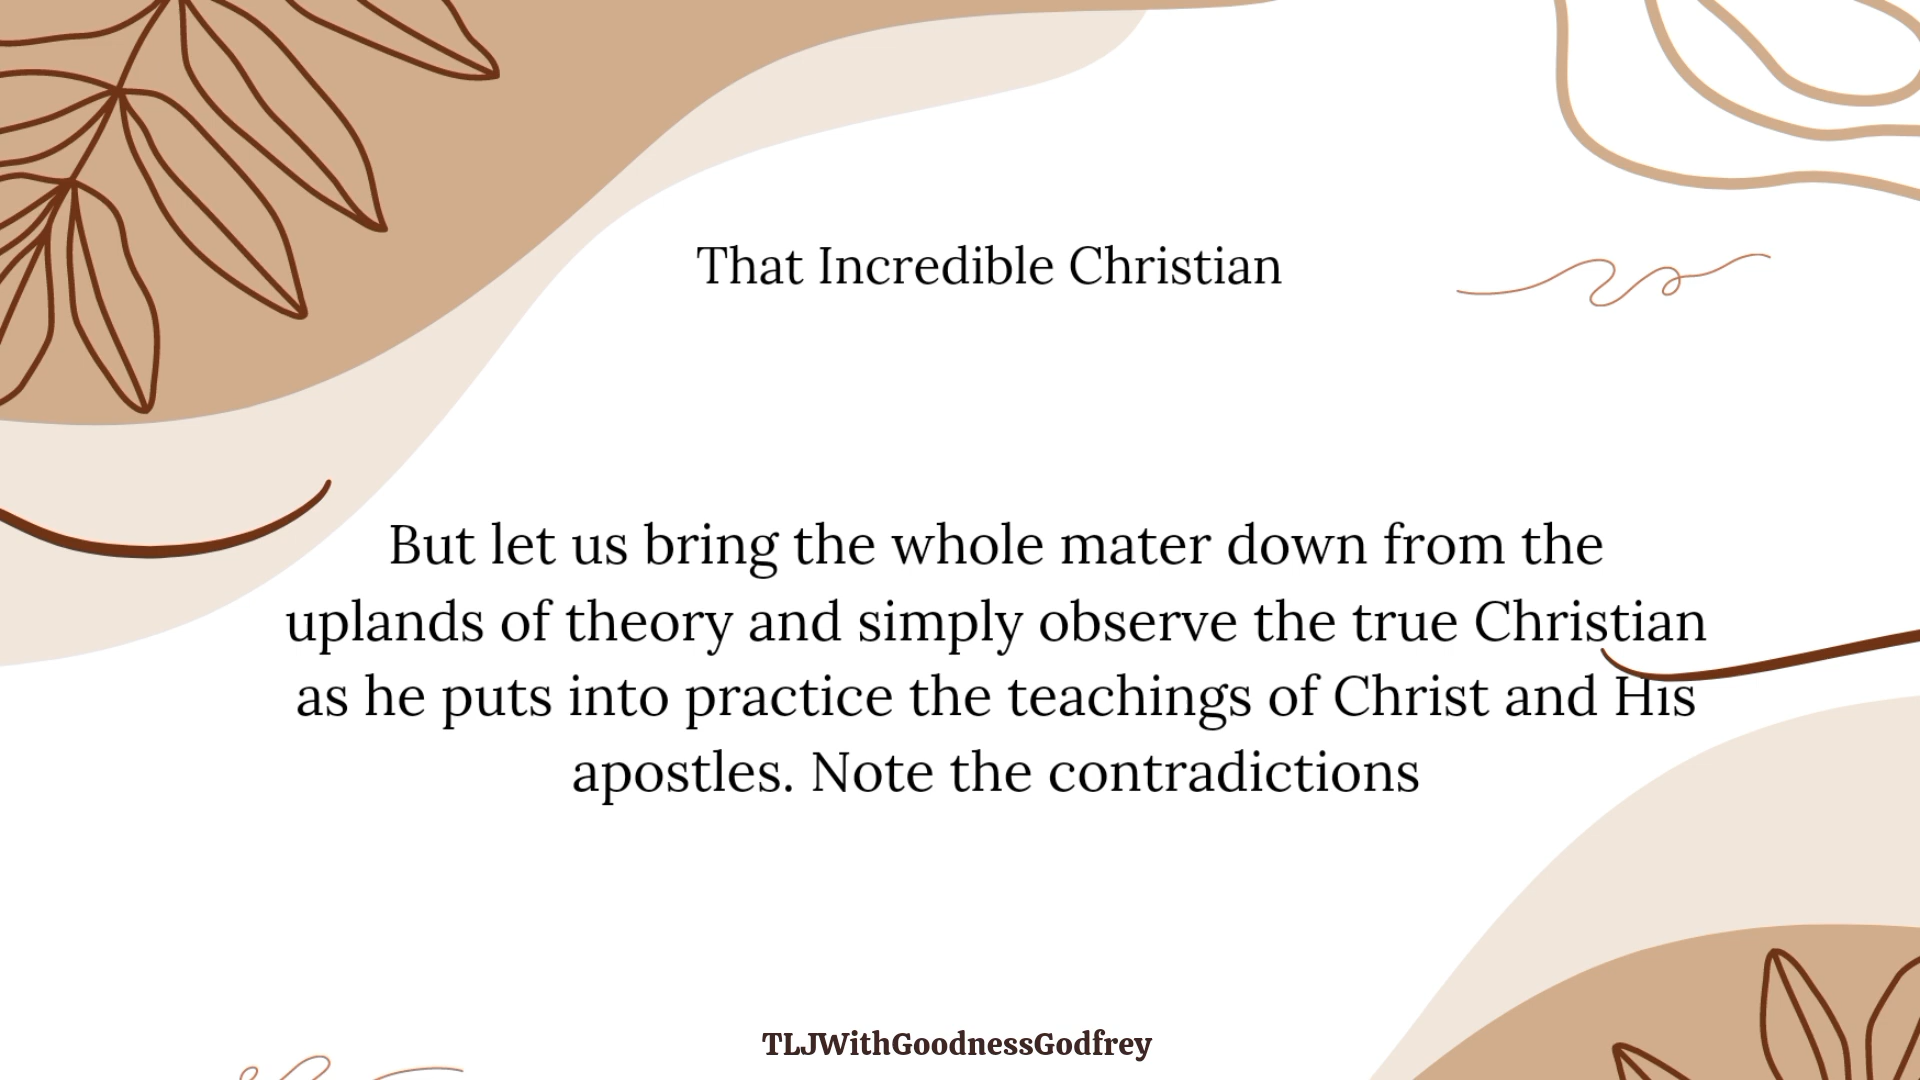 That Incredible Christian
But let us bring the whole mater down from the
uplands of theory and simply observe the true Christian
as he puts into practice the teachings of Christ and His
apostles. Note the contradictions
TLJWithGoodnessGodfrey